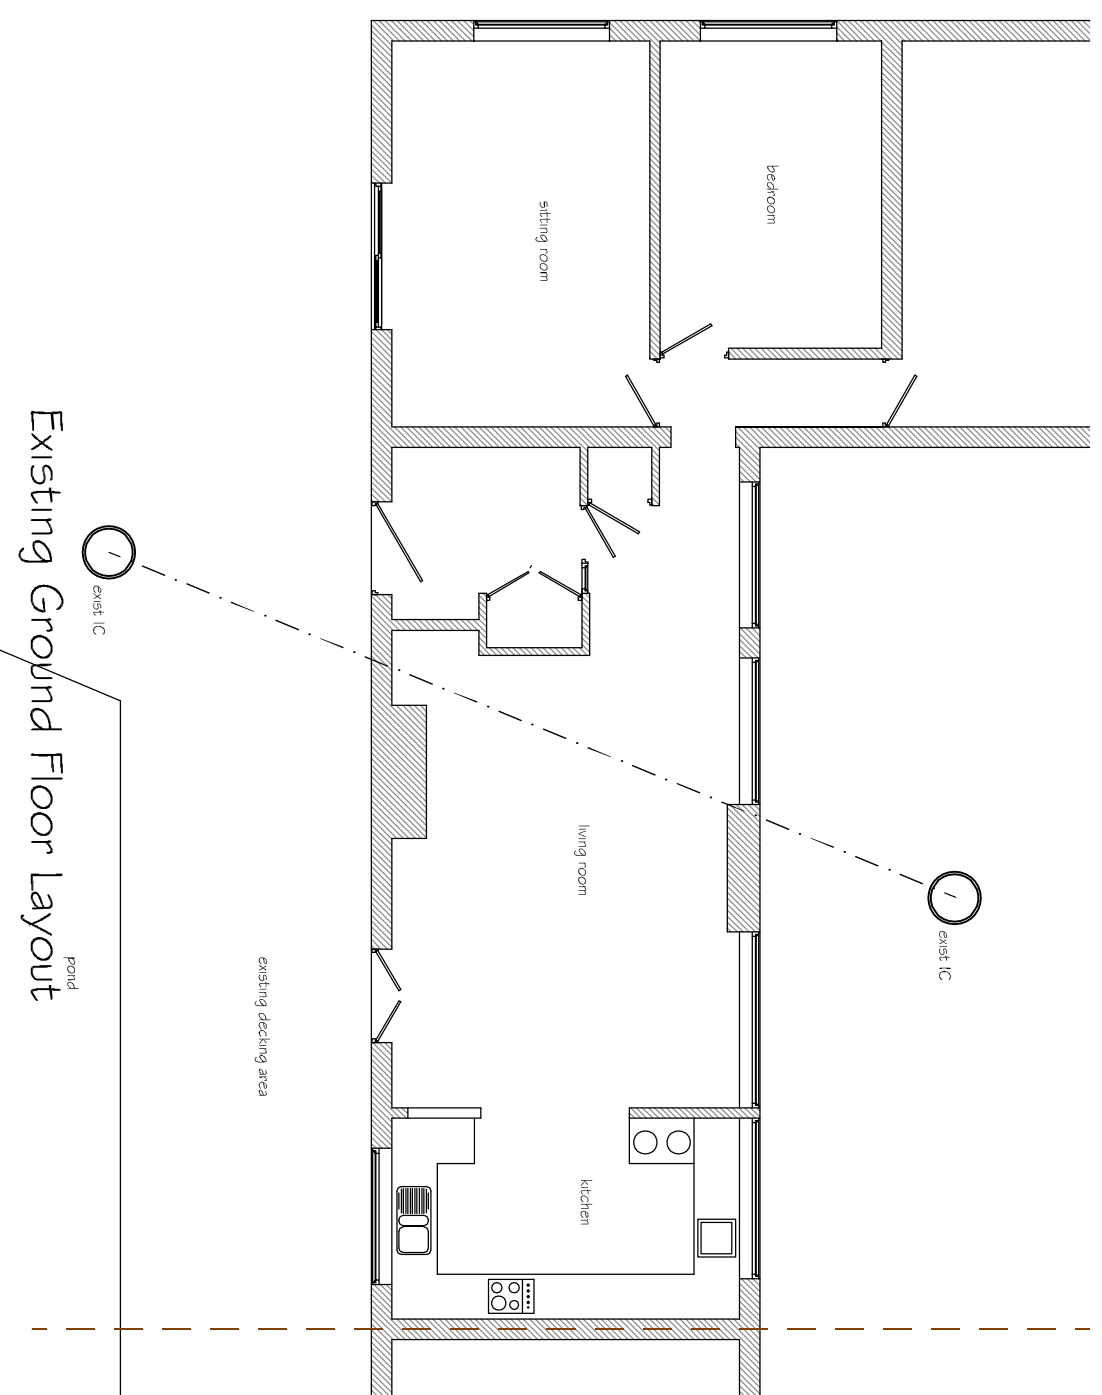 bedroom
sitting room
Existing Ground Floor Layout
exist IC
living room
exist IC
pond
existing decking area
kitchen